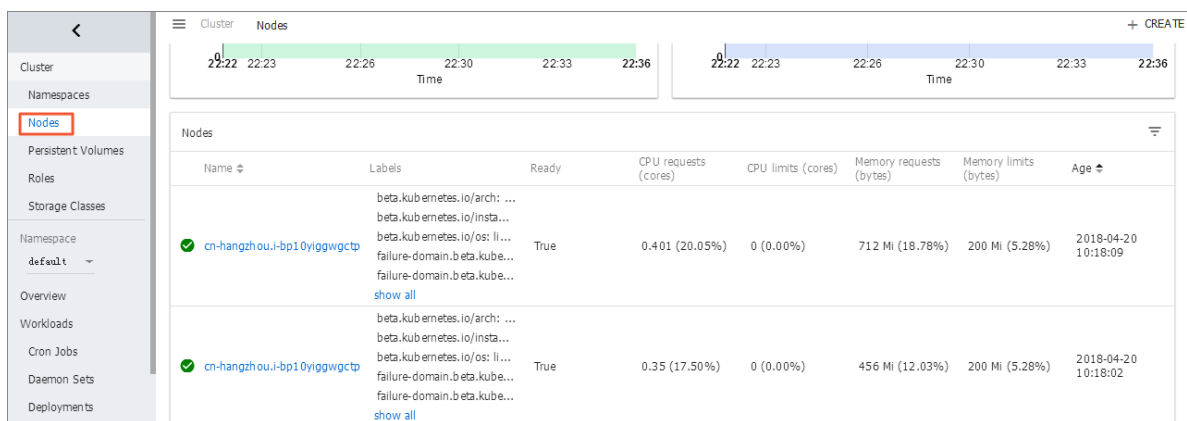 Cluster Nodes
+ CREATE
Cluster
Namespaces
Nodes
Persistent Volumes
Roles
Storage Classes
Namespace
default
Overview
Workloads
Cron Jobs
Daemon Sets
Deployments
0
22:22 22:23 22:26 22:30 22:33 22:36
Time
0
22:22 22:23 22:26 22:30 22:33 22:36
Time
Nodes
Name Labels Ready CPU requests (cores) CPU limits (cores) Memory requests (bytes) Memory limits (bytes) Age
beta.kubernetes.io/arch: ...
beta.kubernetes.io/insta...
beta.kubernetes.io/os: li...
failure-domain.beta.kube...
failure-domain.beta.kube...
show all
cn-hangzhou.i-bp10yiggwgctp True 0.401 (20.05%) 0 (0.00%) 712 Mi (18.78%) 200 Mi (5.28%) 2018-04-20 10:18:09
beta.kubernetes.io/arch: ...
beta.kubernetes.io/insta...
beta.kubernetes.io/os: li...
failure-domain.beta.kube...
failure-domain.beta.kube...
show all
cn-hangzhou.i-bp10yiggwgctp True 0.35 (17.50%) 0 (0.00%) 456 Mi (12.03%) 200 Mi (5.28%) 2018-04-20 10:18:02